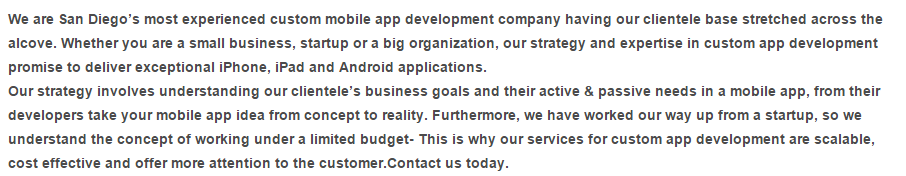 We are San Diego’s most experienced custom mobile app development company having our clientele base stretched across the
alcove. Whether you are a small business, startup or a big organization, our strategy and expertise in custom app development
promise to deliver exceptional iPhone, iPad and Android applications.
Our strategy involves understanding our clientele’s business goals and their active & passive needs in a mobile app, from their
developers take your mobile app idea from concept to reality. Furthermore, we have worked our way up from a startup, so we
understand the concept of working under a limited budget- This is why our services for custom app development are scalable,
cost effective and offer more attention to the customer.Contact us today.